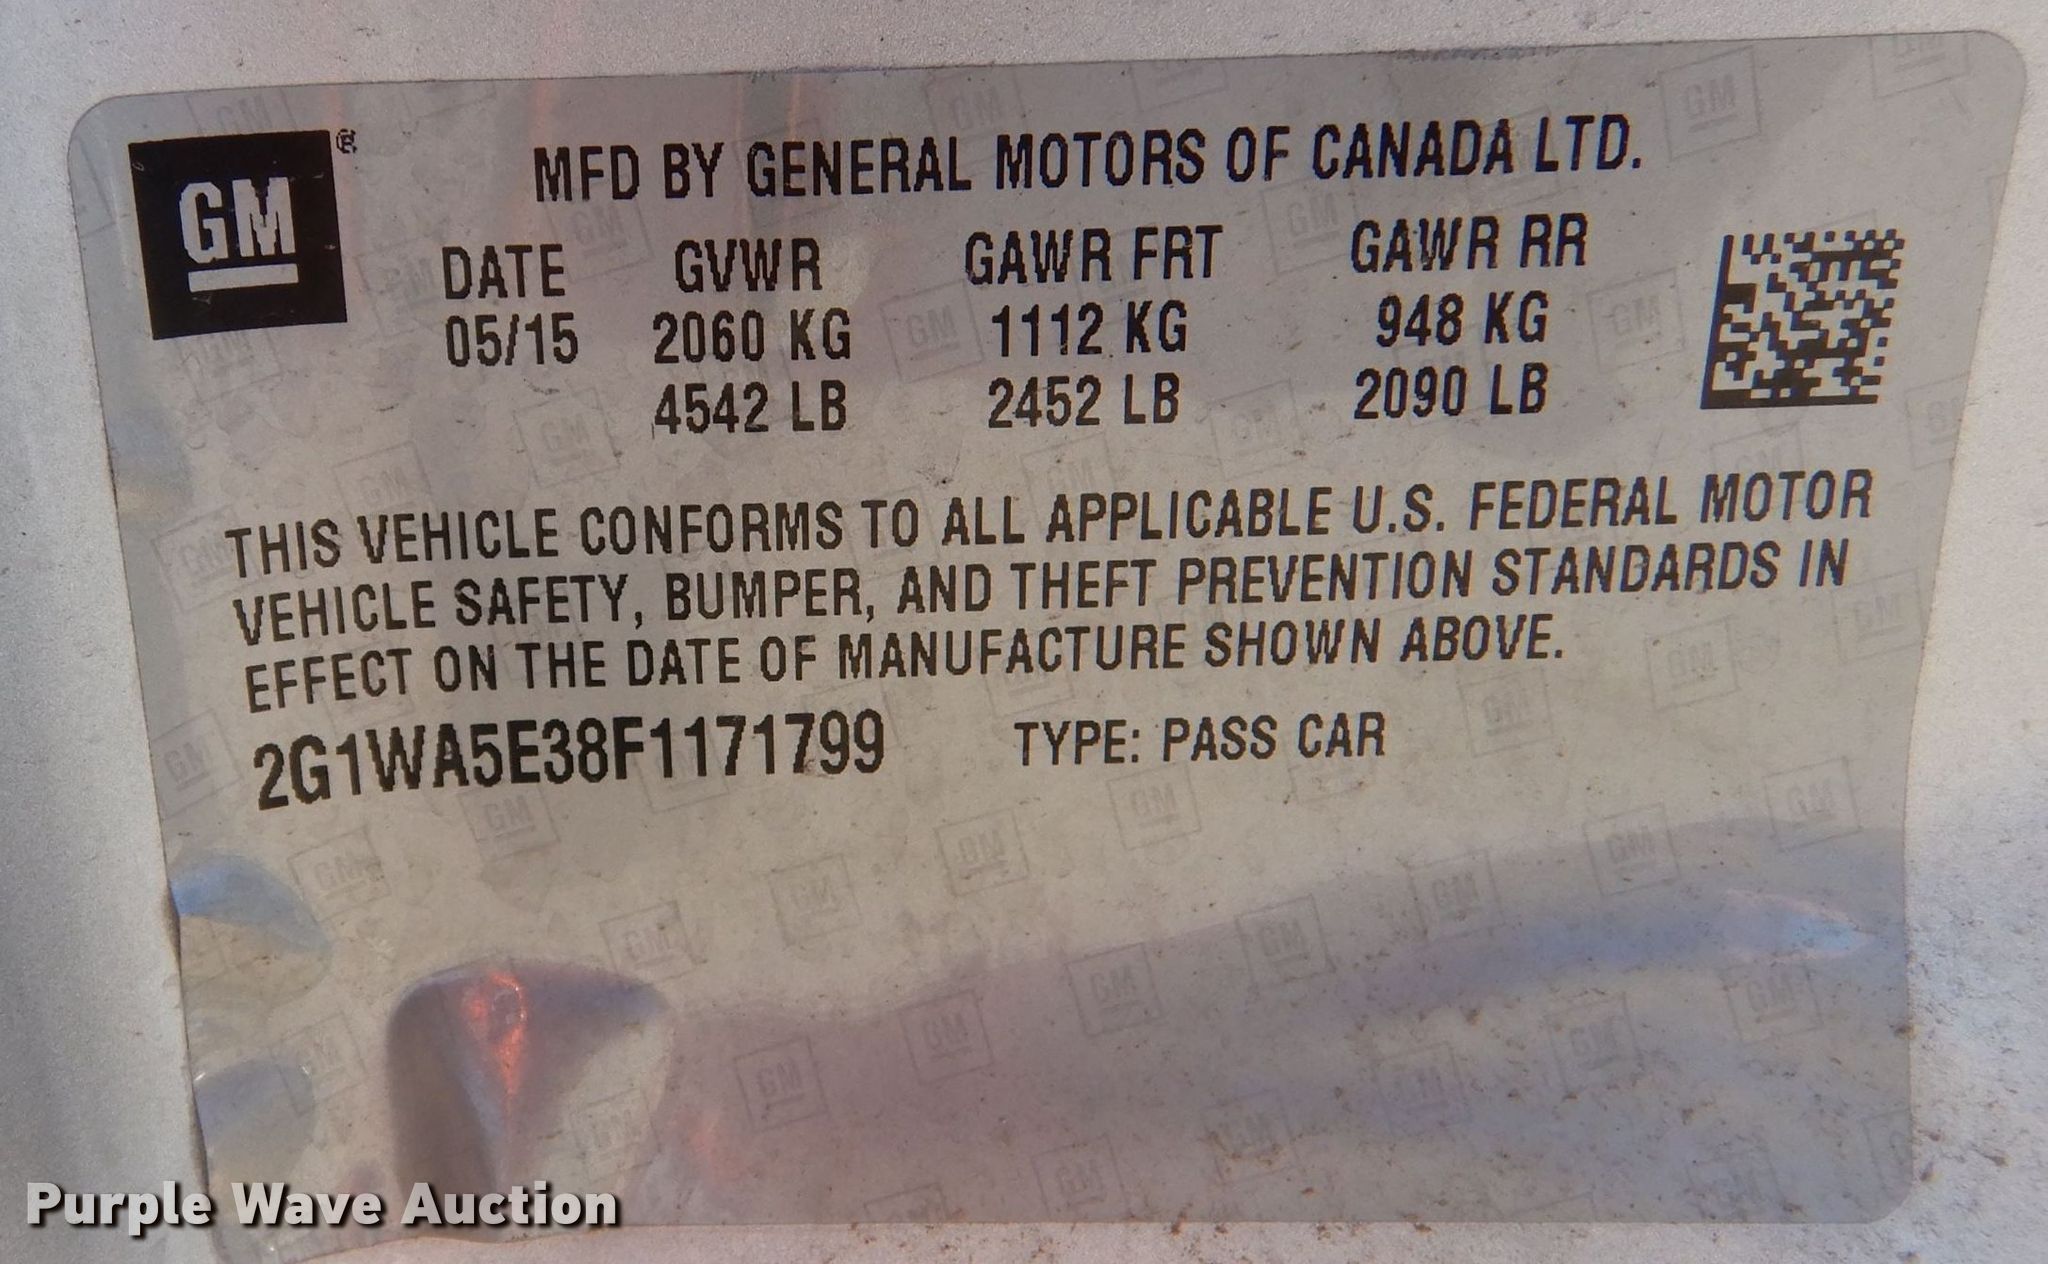 GM ®
MFD BY GENERAL MOTORS OF CANADA LTD.
DATE GVWR GAWR FRT GAWR RR
05/15 2060 KG 1112 KG 948 KG
4542 LB 2452 LB 2090 LB
THIS VEHICLE CONFORMS TO ALL APPLICABLE U.S. FEDERAL MOTOR
VEHICLE SAFETY, BUMPER, AND THEFT PREVENTION STANDARDS IN
EFFECT ON THE DATE OF MANUFACTURE SHOWN ABOVE.
2G1WA5E38F1171799 TYPE: PASS CAR
Purple Wave Auction